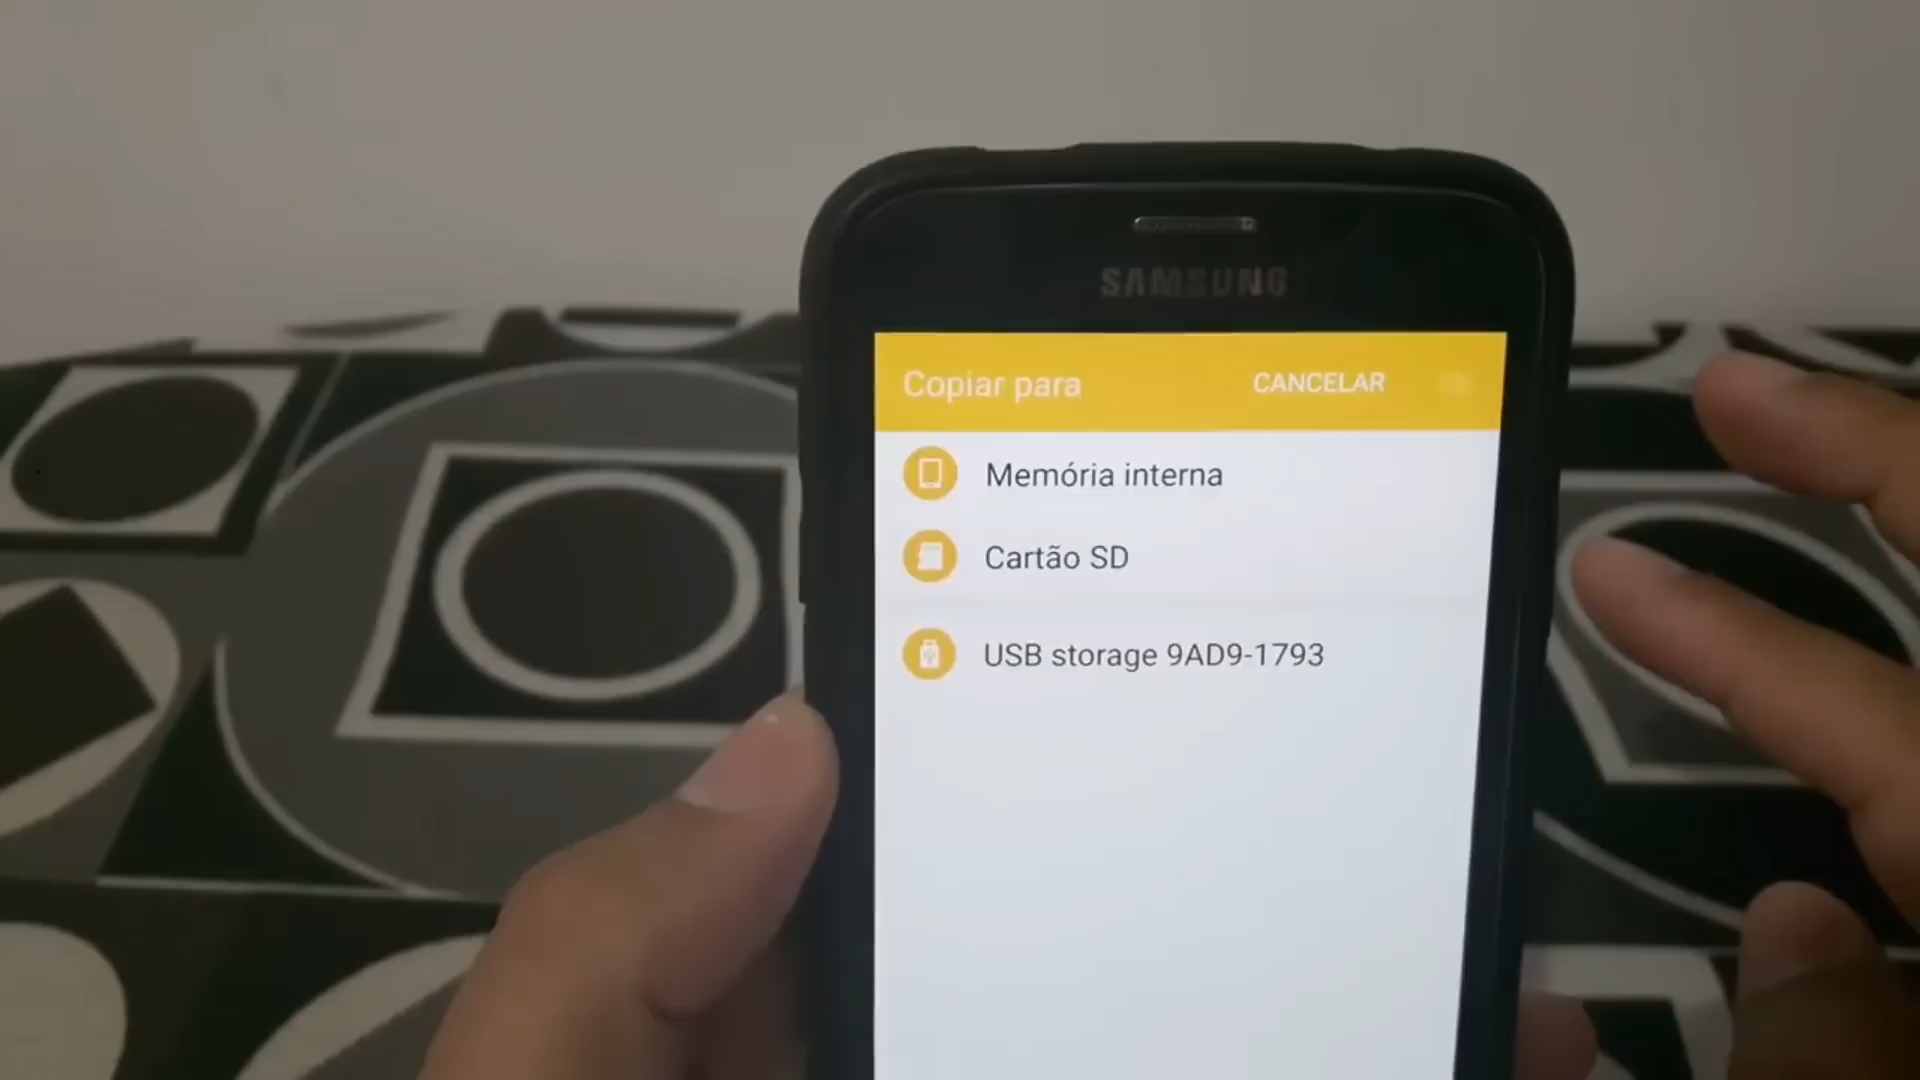 SAMSUNG
Copiar para CANCELAR
Memória interna
Cartão SD
USB storage 9AD9-1793